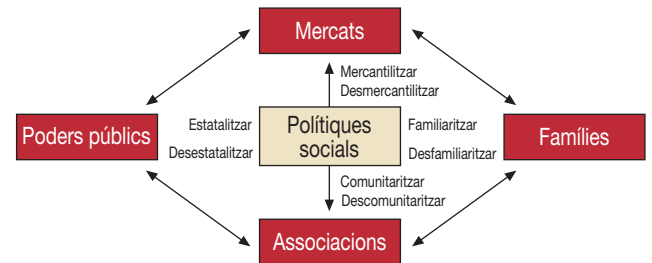 Mercats
Mercantilitzar
Desmercantilitzar
Poders públics
Estatalitzar
Desestatalitzar
Polítiques
socials
Familiaritzar
Desfamiliaritzar
Famílies
Comunitaritzar
Descomunitaritzar
Associacions